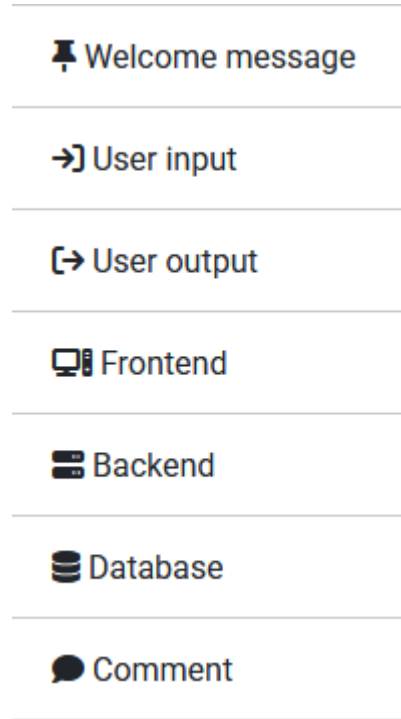 Welcome message
User input
User output
Frontend
Backend
Database
Comment